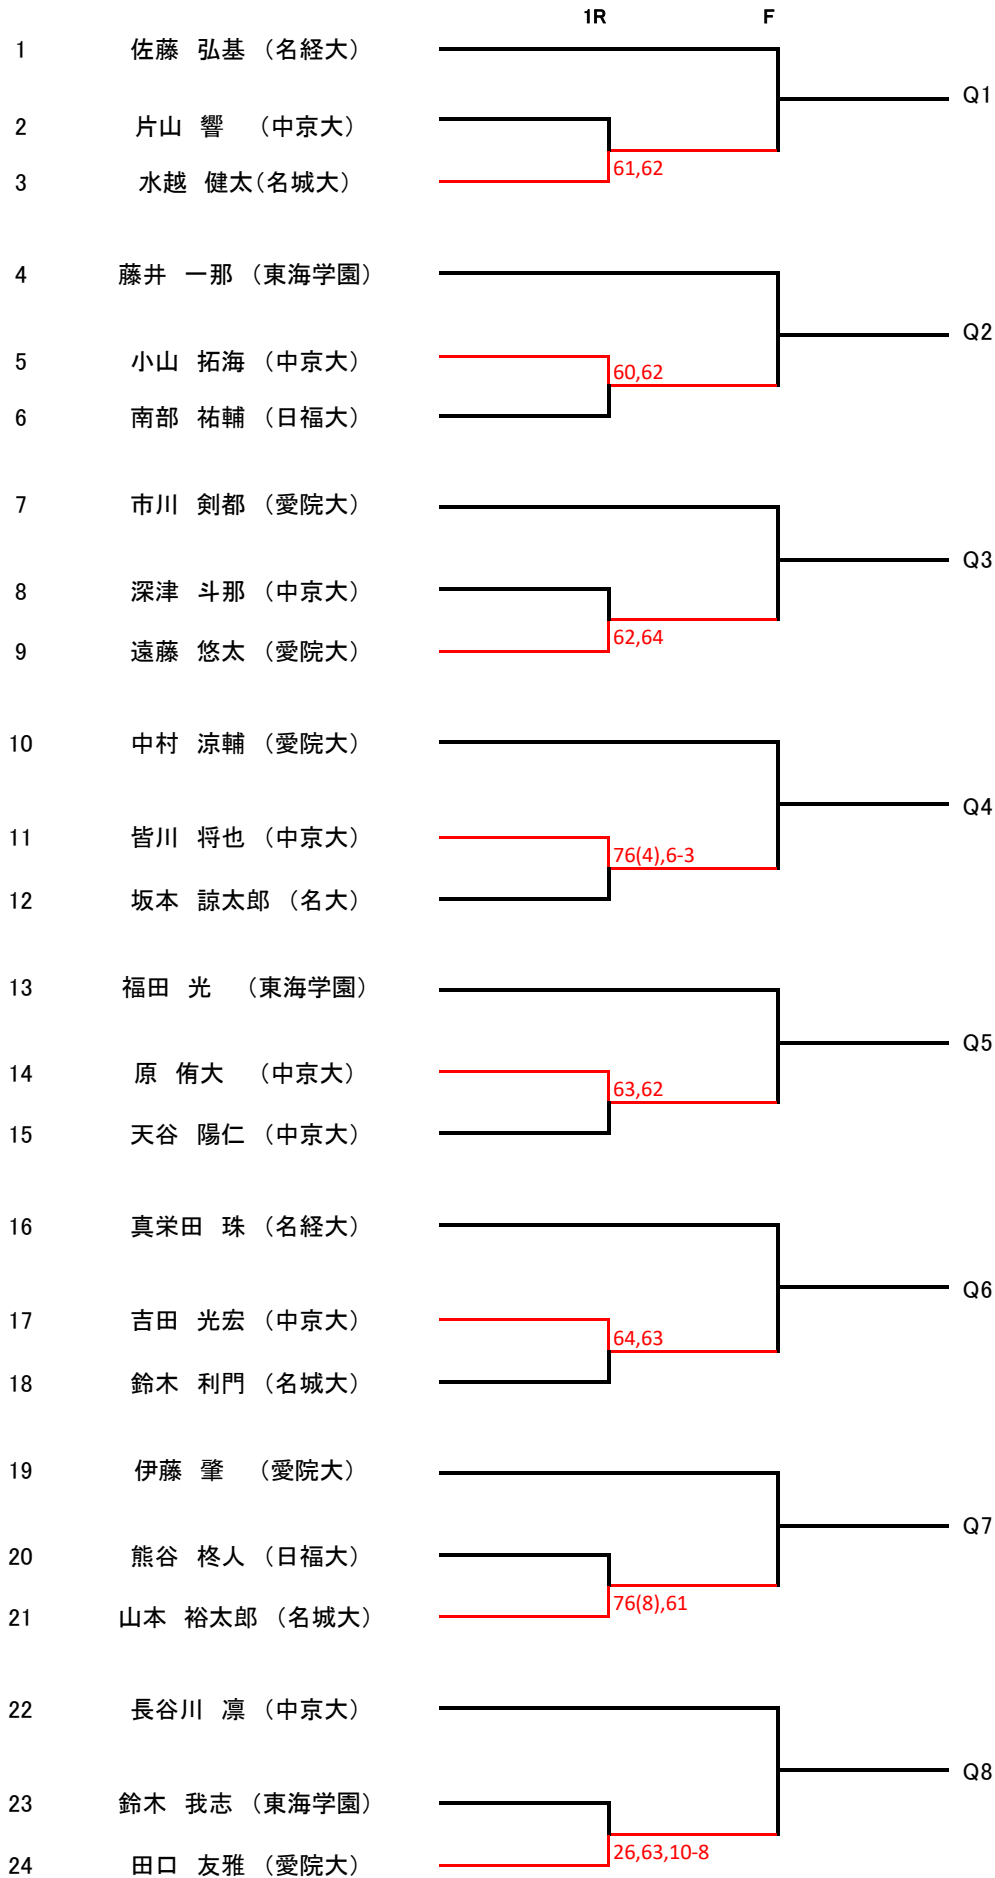 1R F
1 佐藤 弘基 （名経大）
Q1
2 片山 響 （中京大）
61,62
3 水越 健太（名城大）
4 藤井 一那 （東海学園）
Q2
5 小山 拓海 （中京大）
60,62
6 南部 祐輔 （日福大）
7 市川 剣都 （愛院大）
Q3
8 深津 斗那 （中京大）
62,64
9 遠藤 悠太 （愛院大）
10 中村 涼輔 （愛院大）
Q4
11 皆川 将也 （中京大）
76(4),6-3
12 坂本 諒太郎 （名大）
13 福田 光 （東海学園）
Q5
14 原 侑大 （中京大）
63,62
15 天谷 陽仁 （中京大）
16 真栄田 珠 （名経大）
Q6
17 吉田 光宏 （中京大）
64,63
18 鈴木 利門 （名城大）
19 伊藤 肇 （愛院大）
Q7
20 熊谷 柊人 （日福大）
76(8),61
21 山本 裕太郎 （名城大）
22 長谷川 凛 （中京大）
Q8
23 鈴木 我志 （東海学園）
26,63,10-8
24 田口 友雅 （愛院大）